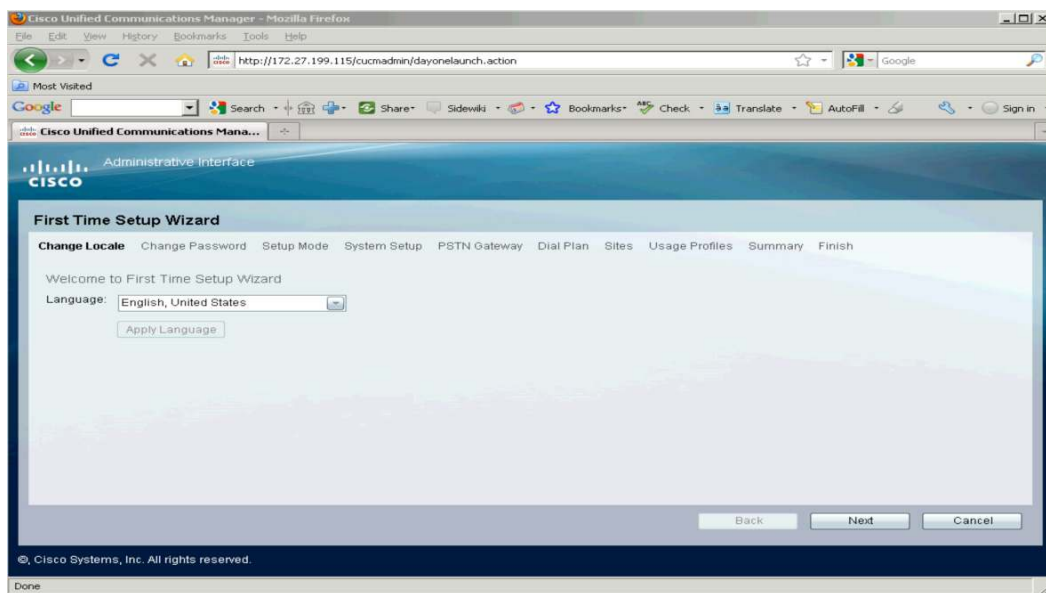 Cisco Unified Communications Manager - Mozilla Firefox
File Edit View History Bookmarks Tools Help
http://172.27.199.115/cucmadmin/dayonelaunch.action Google
Most Visited
Google Search Share Sidewiki Bookmarks Check Translate AutoFill Sign in
Cisco Unified Communications Mana...
CISCO Administrative Interface
First Time Setup Wizard
Change Locale Change Password Setup Mode System Setup PSTN Gateway Dial Plan Sites Usage Profiles Summary Finish
Welcome to First Time Setup Wizard
Language: English, United States
Apply Language
Back Next Cancel
©, Cisco Systems, Inc. All rights reserved.
Done